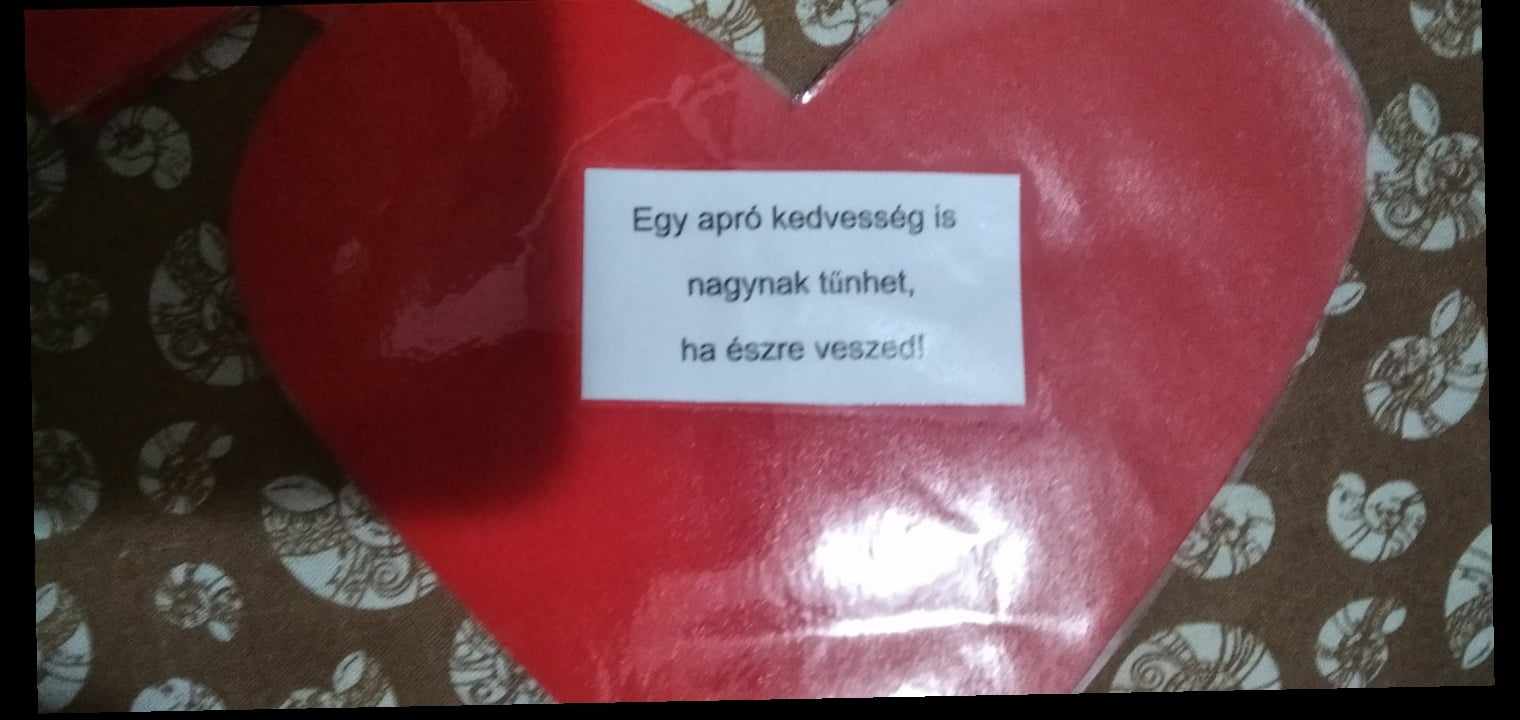 Egy apró kedvesség is
nagynak tűnhet,
ha észre veszed!